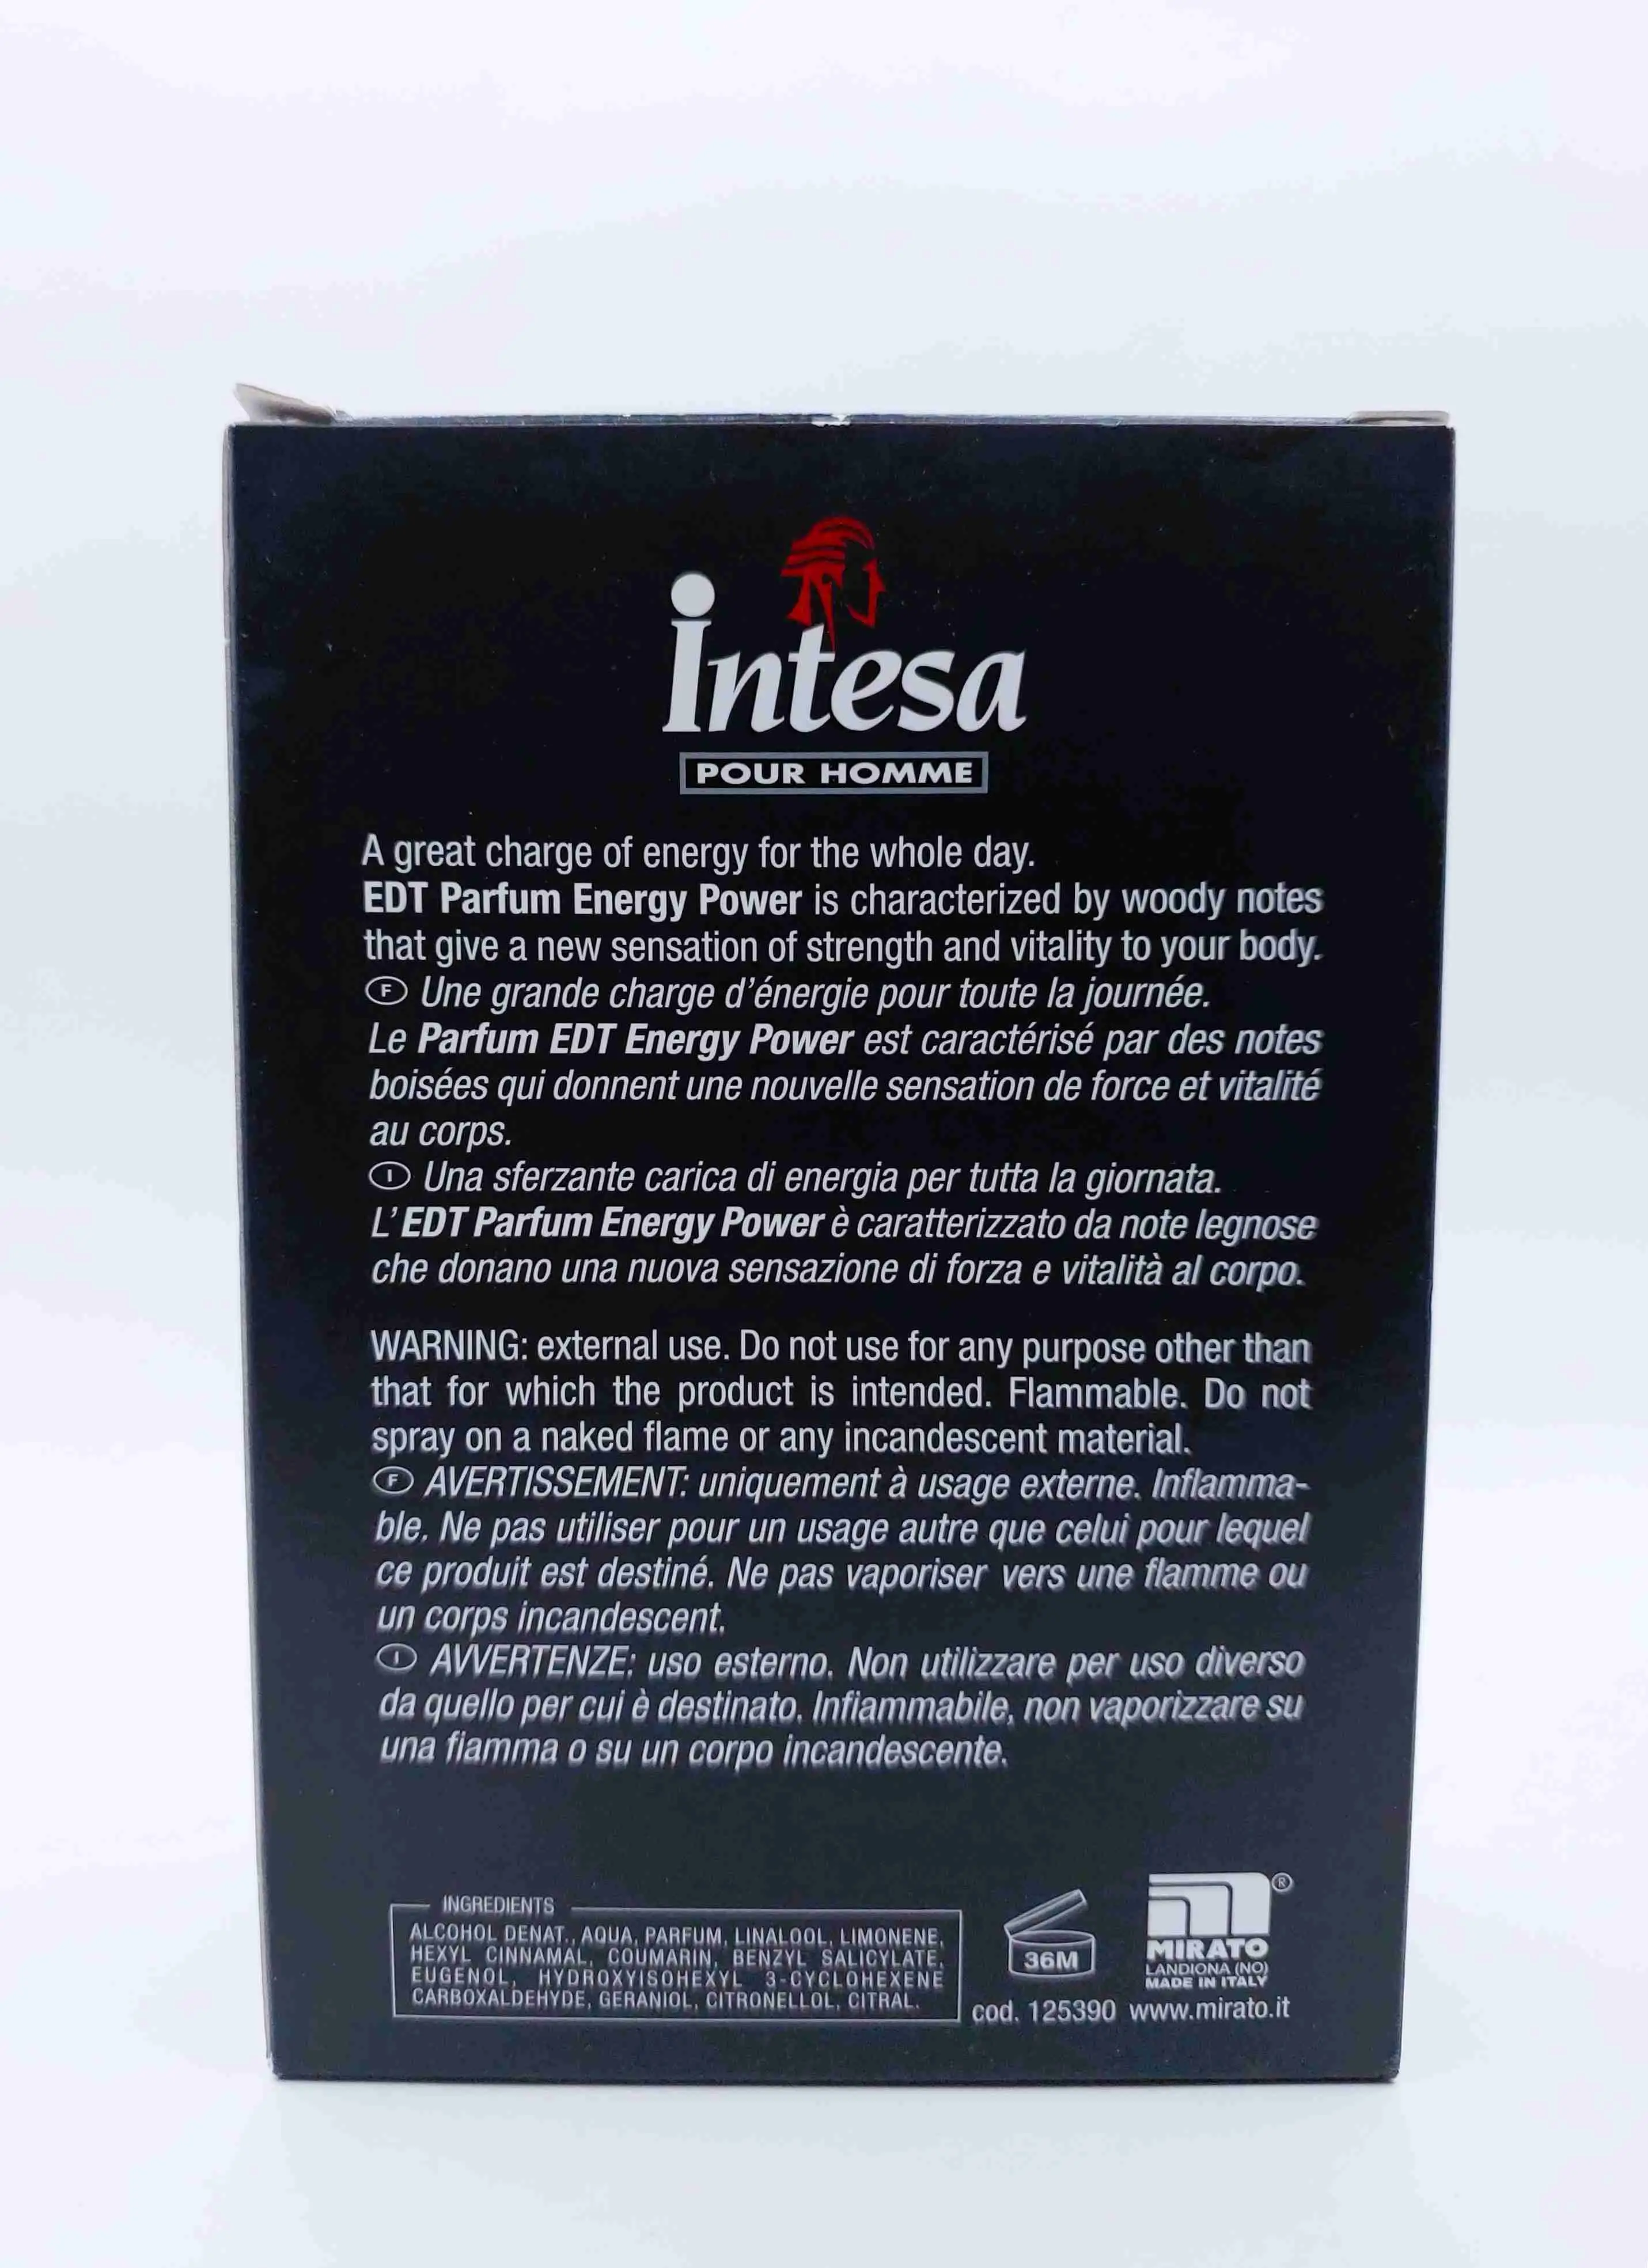 intesa
POUR HOMME
A great charge of energy for the whole day.
EDT Parfum Energy Power is characterized by woody notes
that give a new sensation of strength and vitality to your body.
F Une grande charge d'énergie pour toute la journée.
Le Parfum EDT Energy Power est caractérisé par des notes
boisées qui donnent une nouvelle sensation de force et vitalité
au corps.
I Una sferzante carica di energia per tutta la giornata.
L'EDT Parfum Energy Power è caratterizzato da note legnose
che donano una nuova sensazione di forza e vitalità al corpo.
WARNING: external use. Do not use for any purpose other than
that for which the product is intended. Flammable. Do not
spray on a naked flame or any incandescent material.
F AVERTISSEMENT: uniquement à usage externe. Inflamma-
ble. Ne pas utiliser pour un usage autre que celui pour lequel
ce produit est destiné. Ne pas vaporiser vers une flamme ou
un corps incandescent.
I AVVERTENZE: uso esterno. Non utilizzare per uso diverso
da quello per cui è destinato. Infiammabile, non vaporizzare su
una fiamma o su un corpo incandescente.
INGREDIENTS
ALCOHOL DENAT., AQUA, PARFUM, LINALOOL, LIMONENE,
HEXYL CINNAMAL, COUMARIN, BENZYL SALICYLATE,
EUGENOL, HYDROXYISOHEXYL 3-CYCLOHEXENE
CARBOXALDEHYDE, GERANIOL, CITRONELLOL, CITRAL.
36M
®
MIRATO
LANDIONA (NO)
MADE IN ITALY
cod. 125390 www.mirato.it